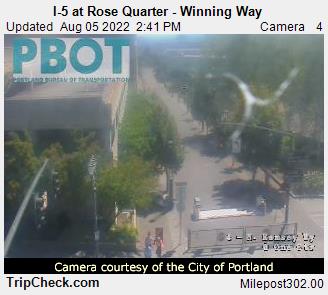 I-5 at Rose Quarter - Winning Way
Updated Aug 05 2022 2:41 PM Camera 4
PBOT
PORTLAND BUREAU OF TRANSPORTATION
Camera courtesy of the City of Portland
TripCheck.com Milepost302.00